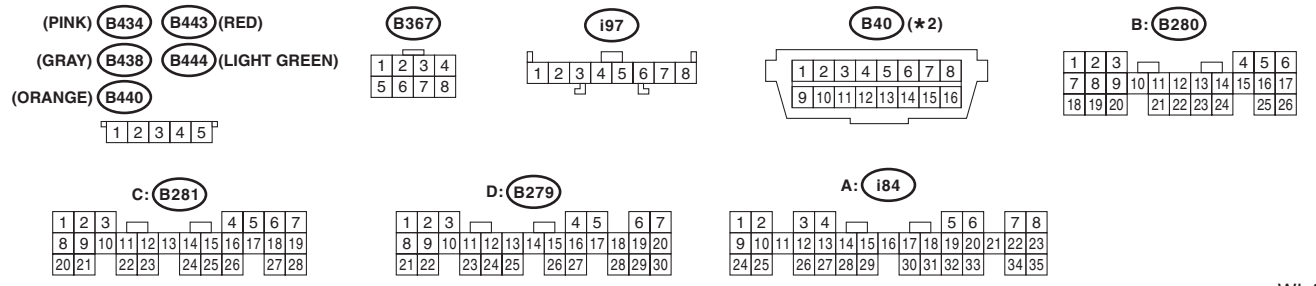 (PINK) B434 B443 (RED)
(GRAY) B438 B444 (LIGHT GREEN)
(ORANGE) B440
1 2 3 4 5
B367
1 2 3 4
5 6 7 8
i97
1 2 3 4 5 6 7 8
B40 (*2)
1 2 3 4 5 6 7 8
9 10 11 12 13 14 15 16
B: B280
1 2 3 4 5 6
7 8 9 10 11 12 13 14 15 16 17
18 19 20 21 22 23 24 25 26
C: B281
1 2 3 4 5 6 7
8 9 10 11 12 13 14 15 16 17 18 19
20 21 22 23 24 25 26 27 28
D: B279
1 2 3 4 5 6 7
8 9 10 11 12 13 14 15 16 17 18 19 20
21 22 23 24 25 26 27 28 29 30
A: i84
1 2 3 4 5 6 7 8
9 10 11 12 13 14 15 16 17 18 19 20 21 22 23
24 25 26 27 28 29 30 31 32 33 34 35